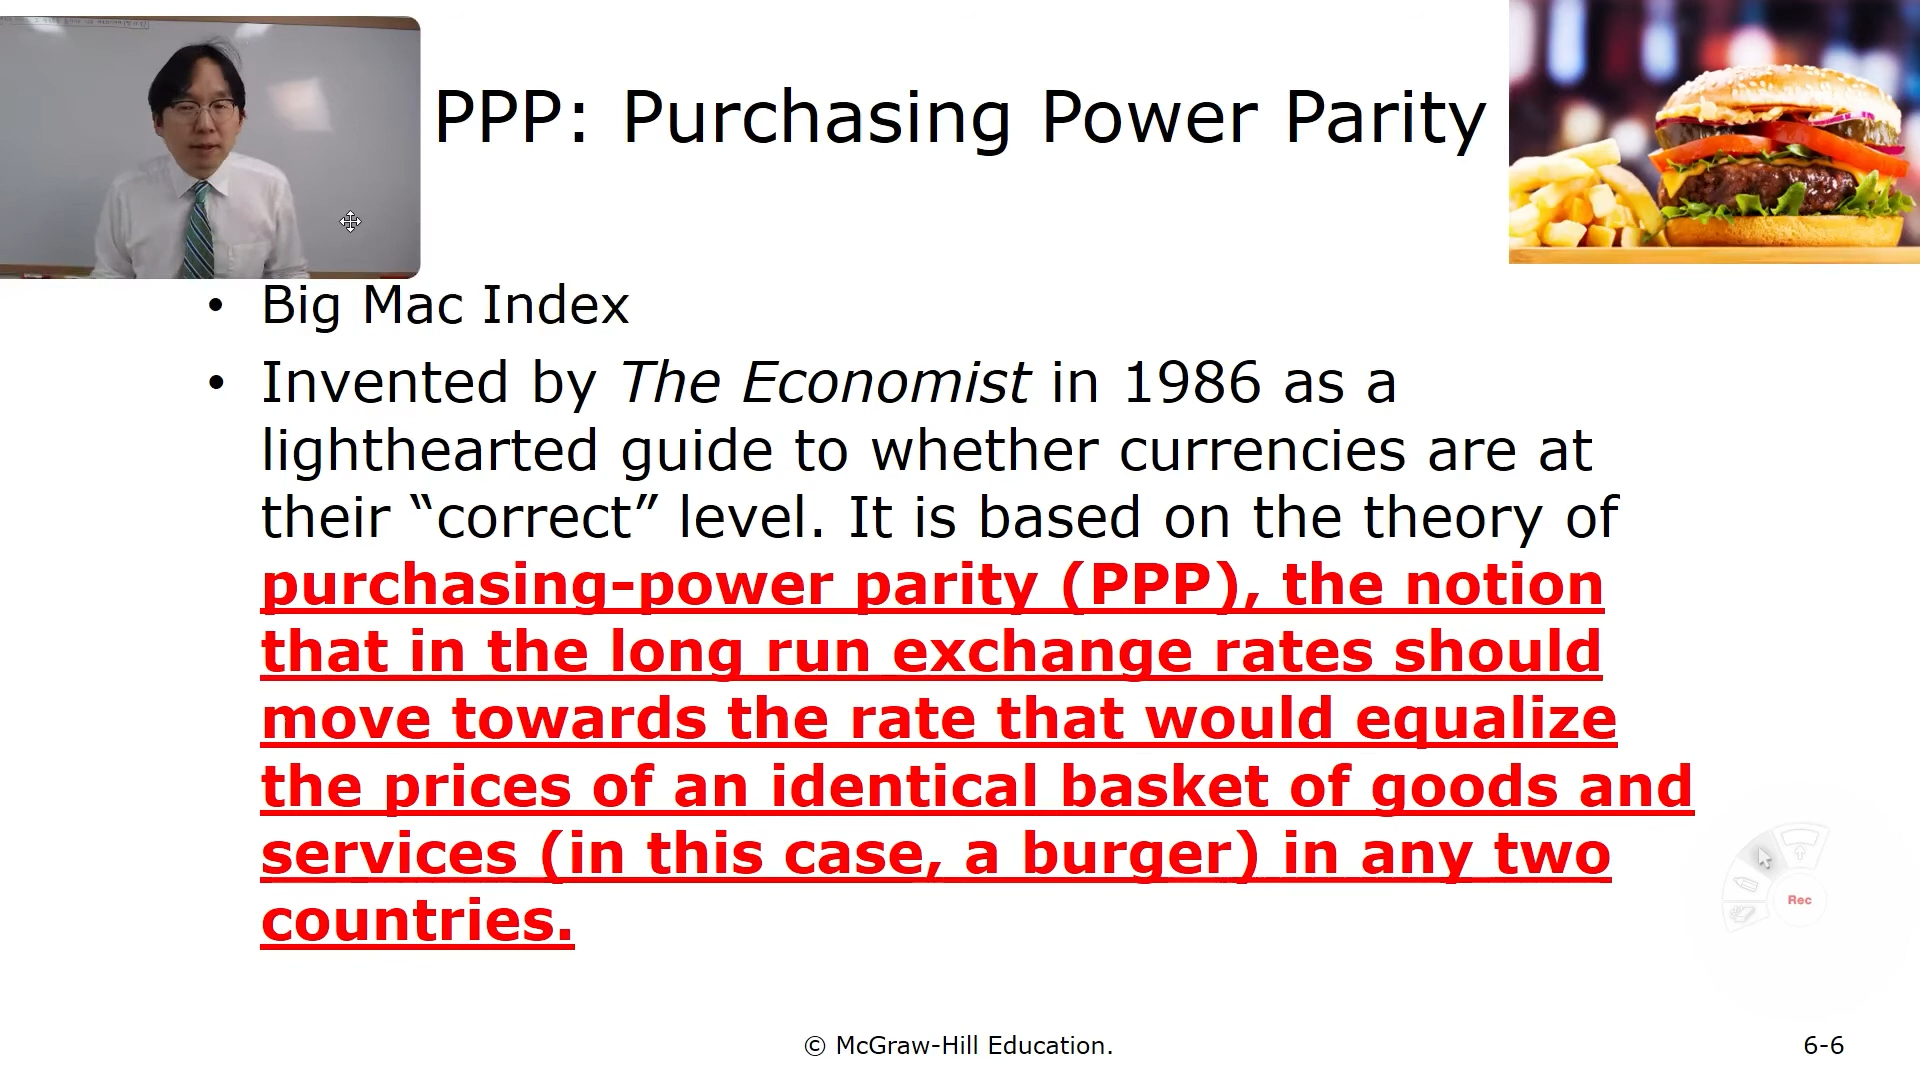 PPP: Purchasing Power Parity
• Big Mac Index
• Invented by The Economist in 1986 as a
lighthearted guide to whether currencies are at
their “correct” level. It is based on the theory of
purchasing-power parity (PPP), the notion
that in the long run exchange rates should
move towards the rate that would equalize
the prices of an identical basket of goods and
services (in this case, a burger) in any two
countries.
Rec
© McGraw-Hill Education.
6-6